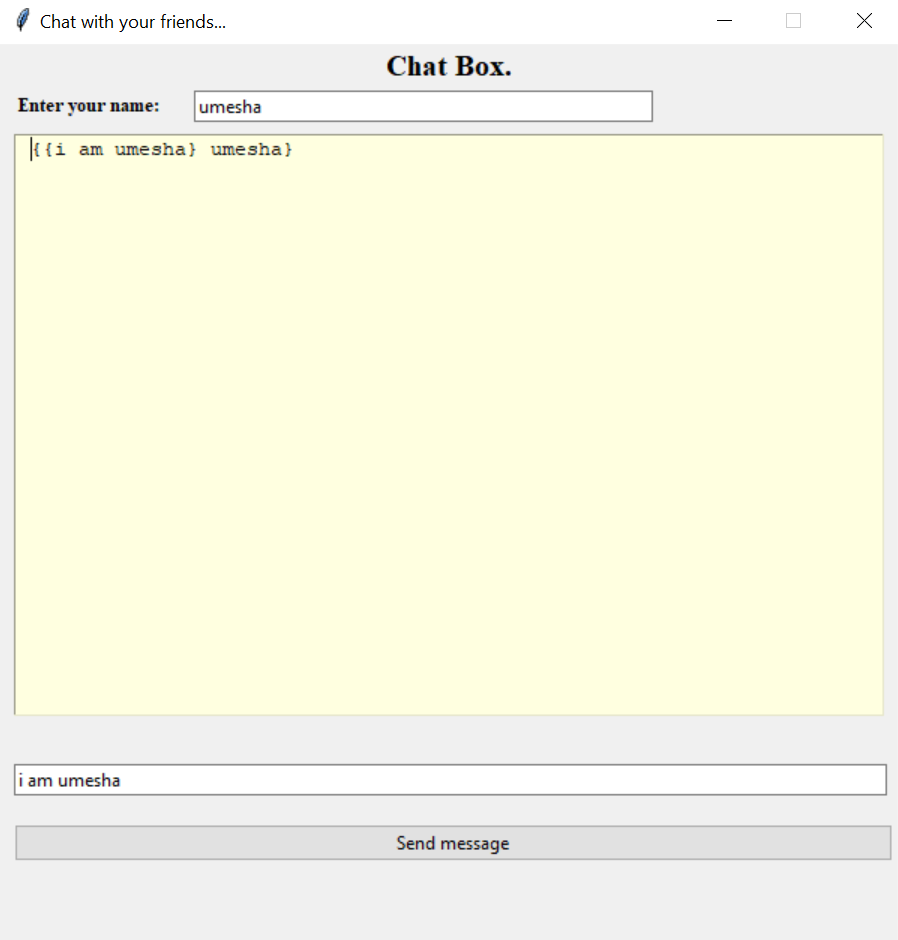 Chat with your friends...
Chat Box.
Enter your name: umesha
{{i am umesha} umesha}
i am umesha
Send message